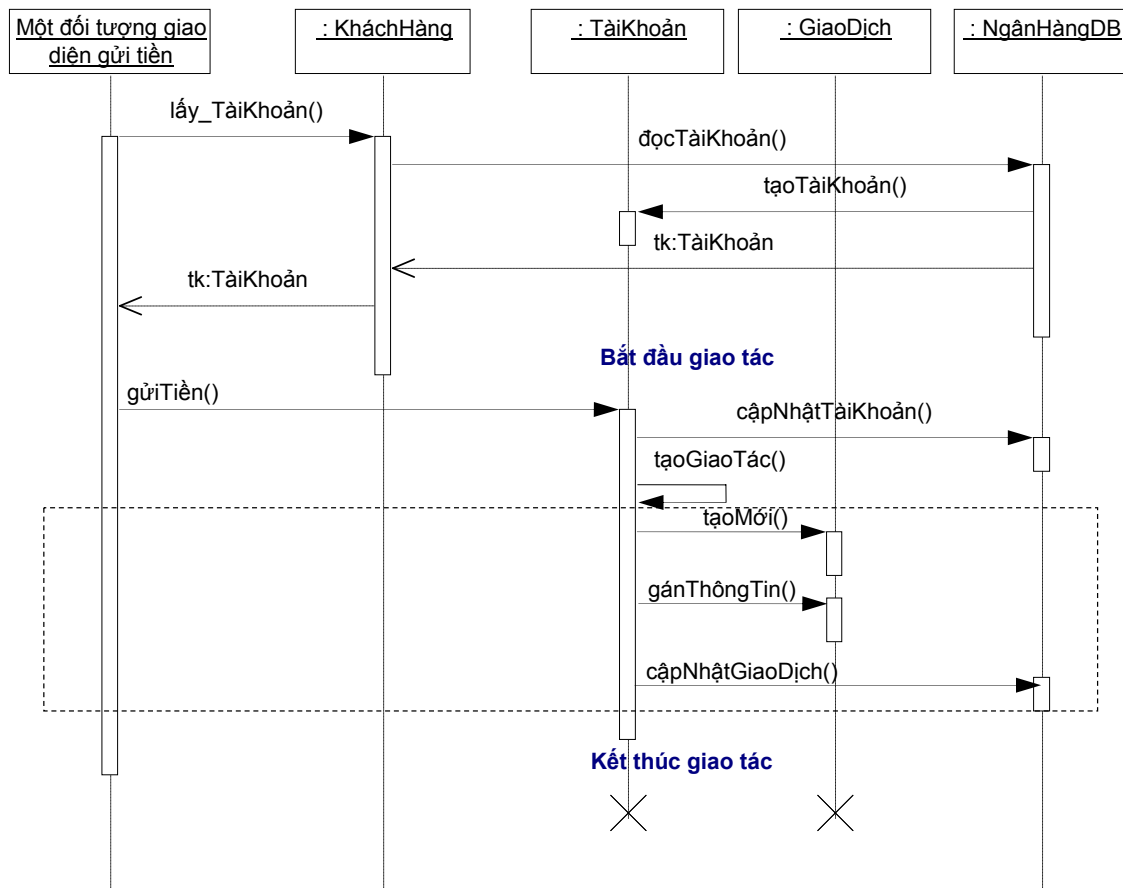 Một đối tượng giao
diện gửi tiền
: KháchHàng
: TàiKhoản
: GiaoDịch
: NgânHàngDB
lấy_TàiKhoản()
đọcTàiKhoản()
tạoTàiKhoản()
tk:TàiKhoản
tk:TàiKhoản
Bắt đầu giao tác
gửiTiền()
cậpNhậtTàiKhoản()
tạoGiaoTác()
tạoMới()
gánThôngTin()
cậpNhậtGiaoDịch()
Kết thúc giao tác